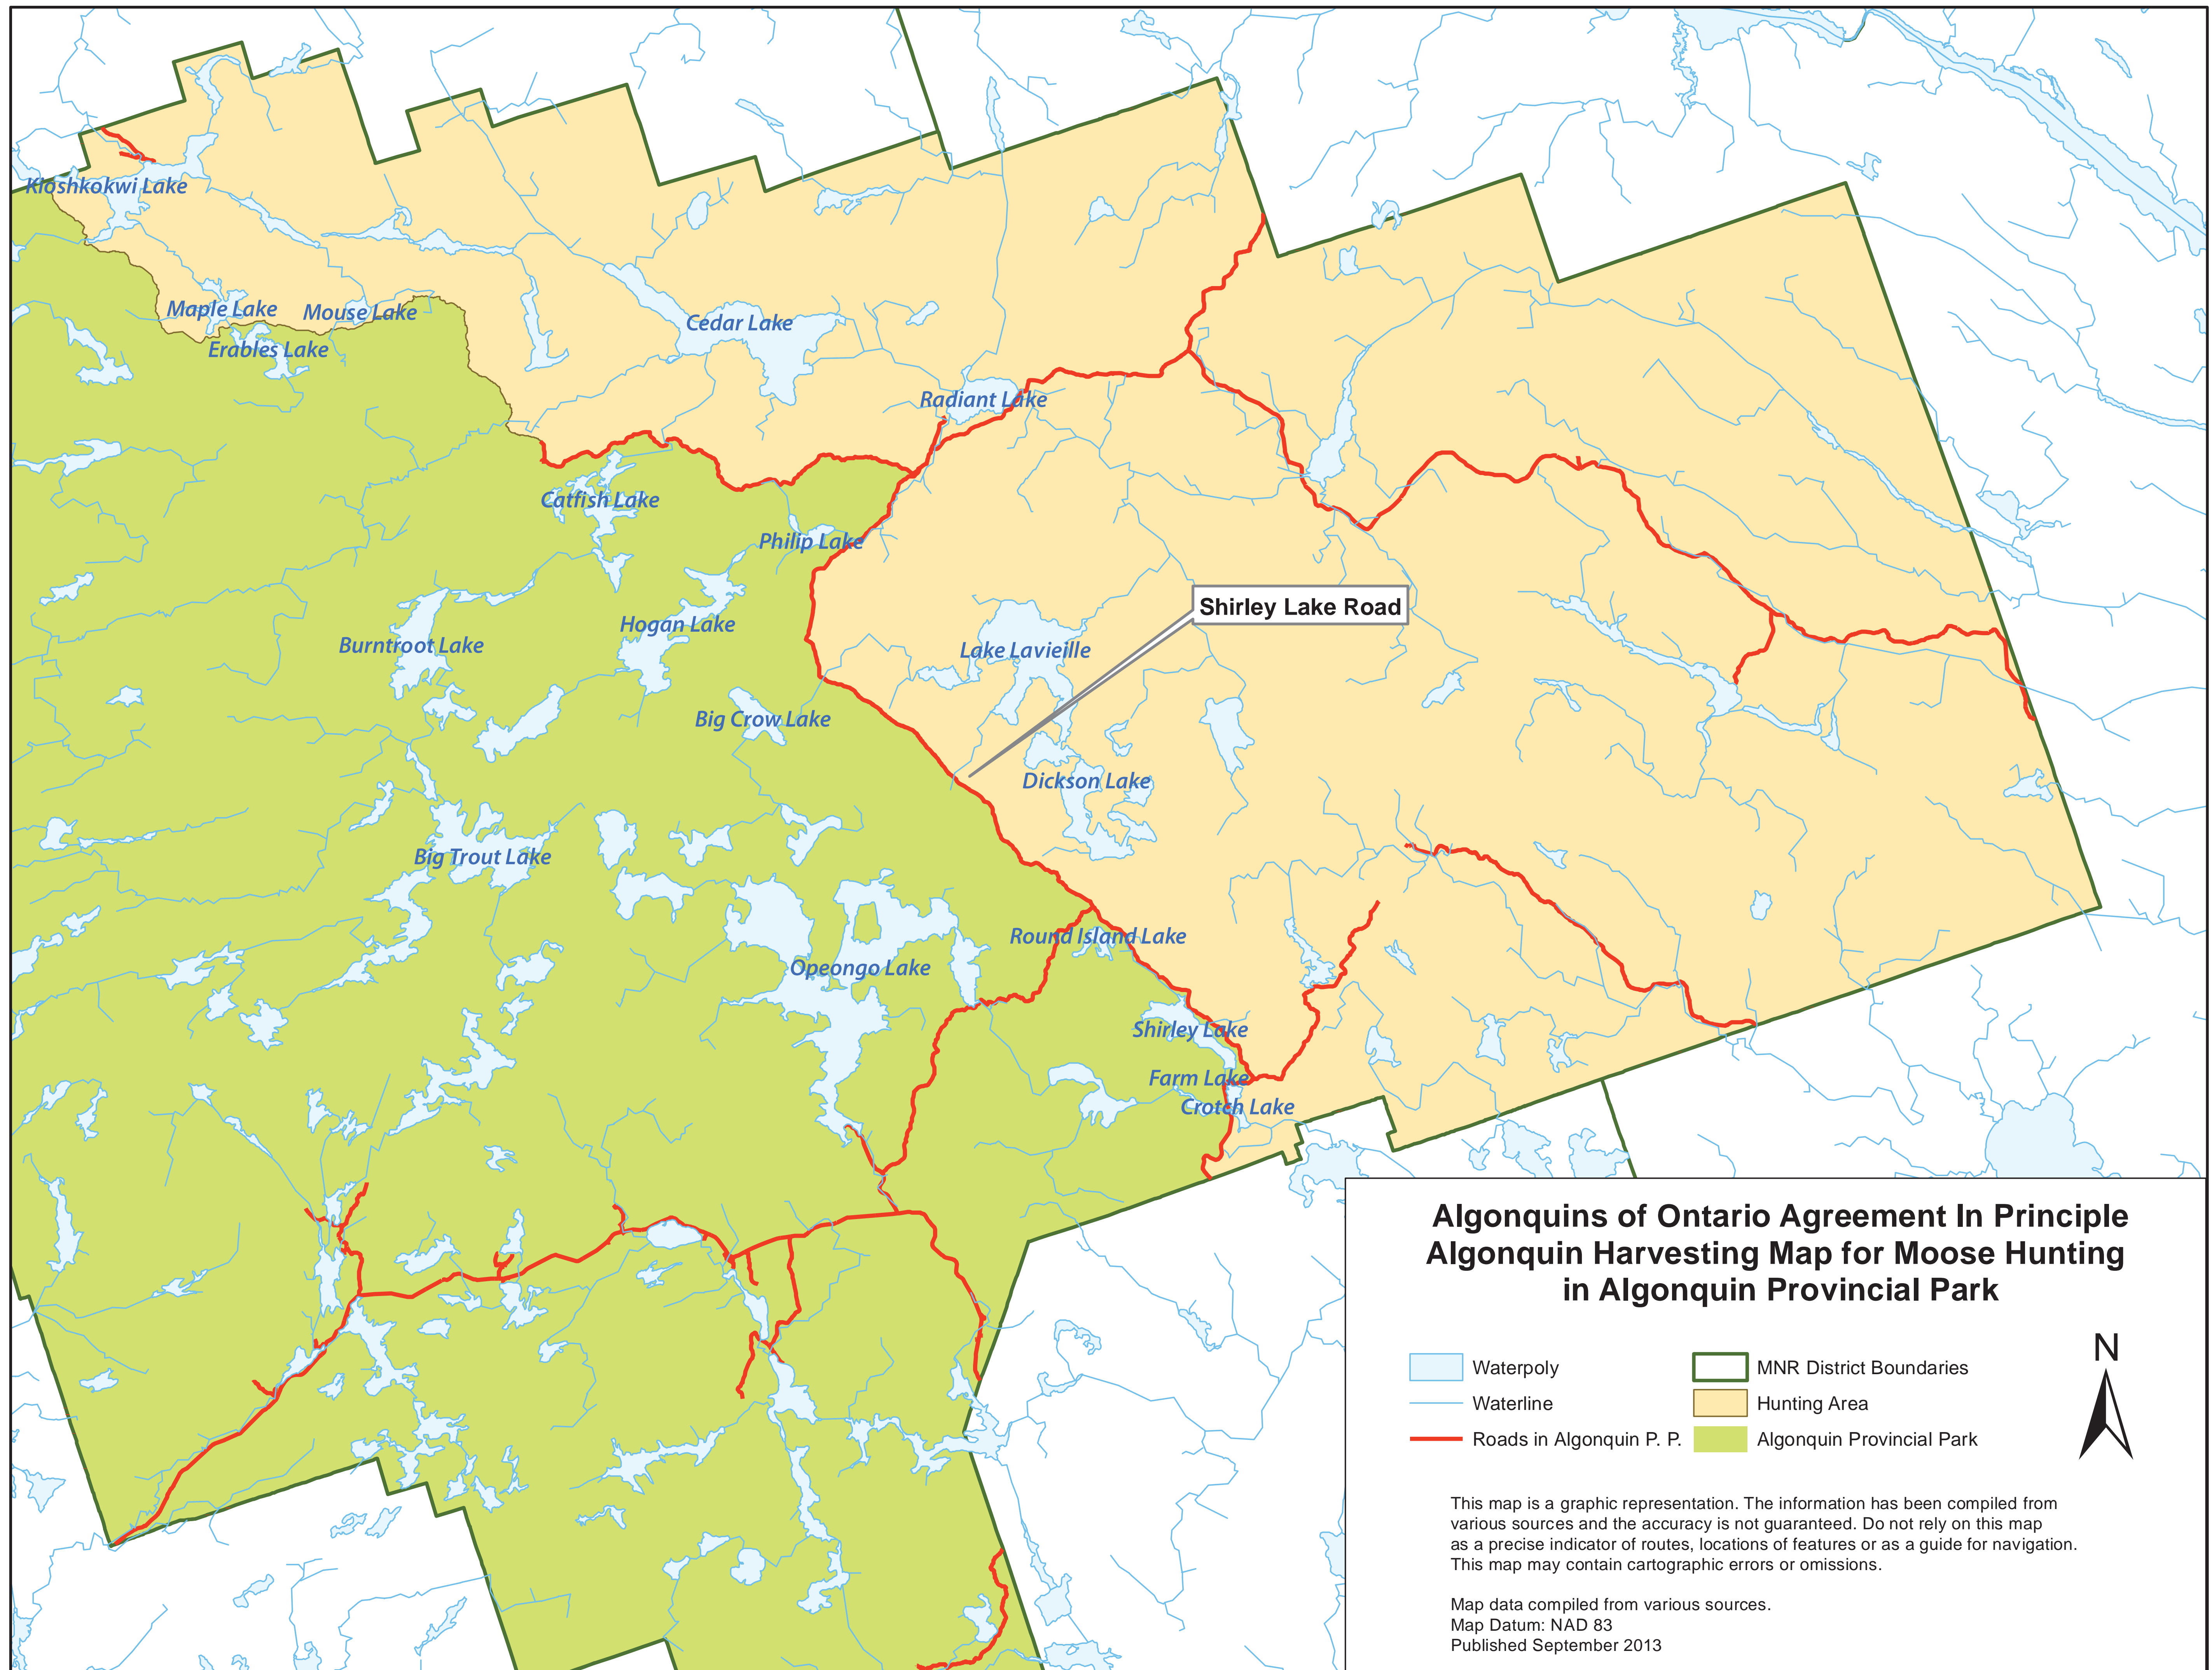 Kioshkokwi Lake
Maple Lake
Mouse Lake
Erables Lake
Cedar Lake
Radiant Lake
Catfish Lake
Philip Lake
Shirley Lake Road
Hogan Lake
Burntroot Lake
Lake Lavieille
Big Crow Lake
Dickson Lake
Big Trout Lake
Round Island Lake
Opeongo Lake
Shirley Lake
Farm Lake
Crotch Lake
Algonquins of Ontario Agreement In Principle
Algonquin Harvesting Map for Moose Hunting
in Algonquin Provincial Park
N
Waterpoly
MNR District Boundaries
Waterline
Hunting Area
Roads in Algonquin P. P.
Algonquin Provincial Park
This map is a graphic representation. The information has been compiled from
various sources and the accuracy is not guaranteed. Do not rely on this map
as a precise indicator of routes, locations of features or as a guide for navigation.
This map may contain cartographic errors or omissions.
Map data compiled from various sources.
Map Datum: NAD 83
Published September 2013